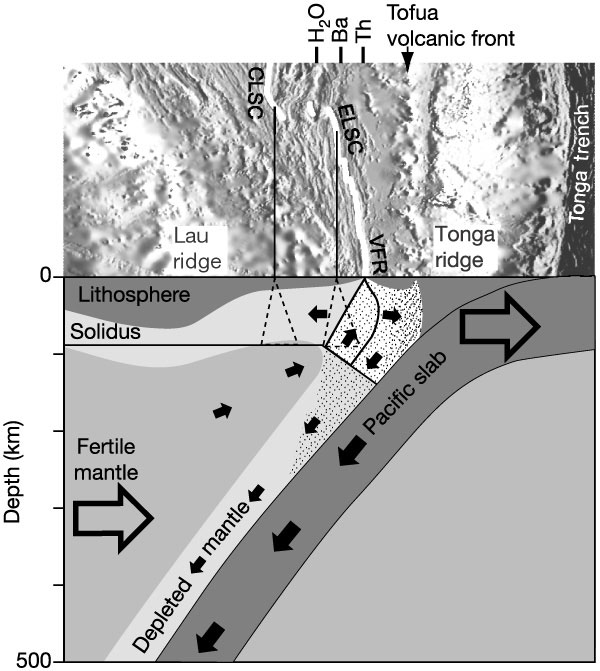 H₂O
Ba
Th
Tofua
volcanic front
CLSC
ELSC
VFR
Lau
ridge
Tonga
ridge
Tonga trench
0
Lithosphere
Solidus
Pacific slab
Fertile
mantle
Depth (km)
Depleted mantle
500